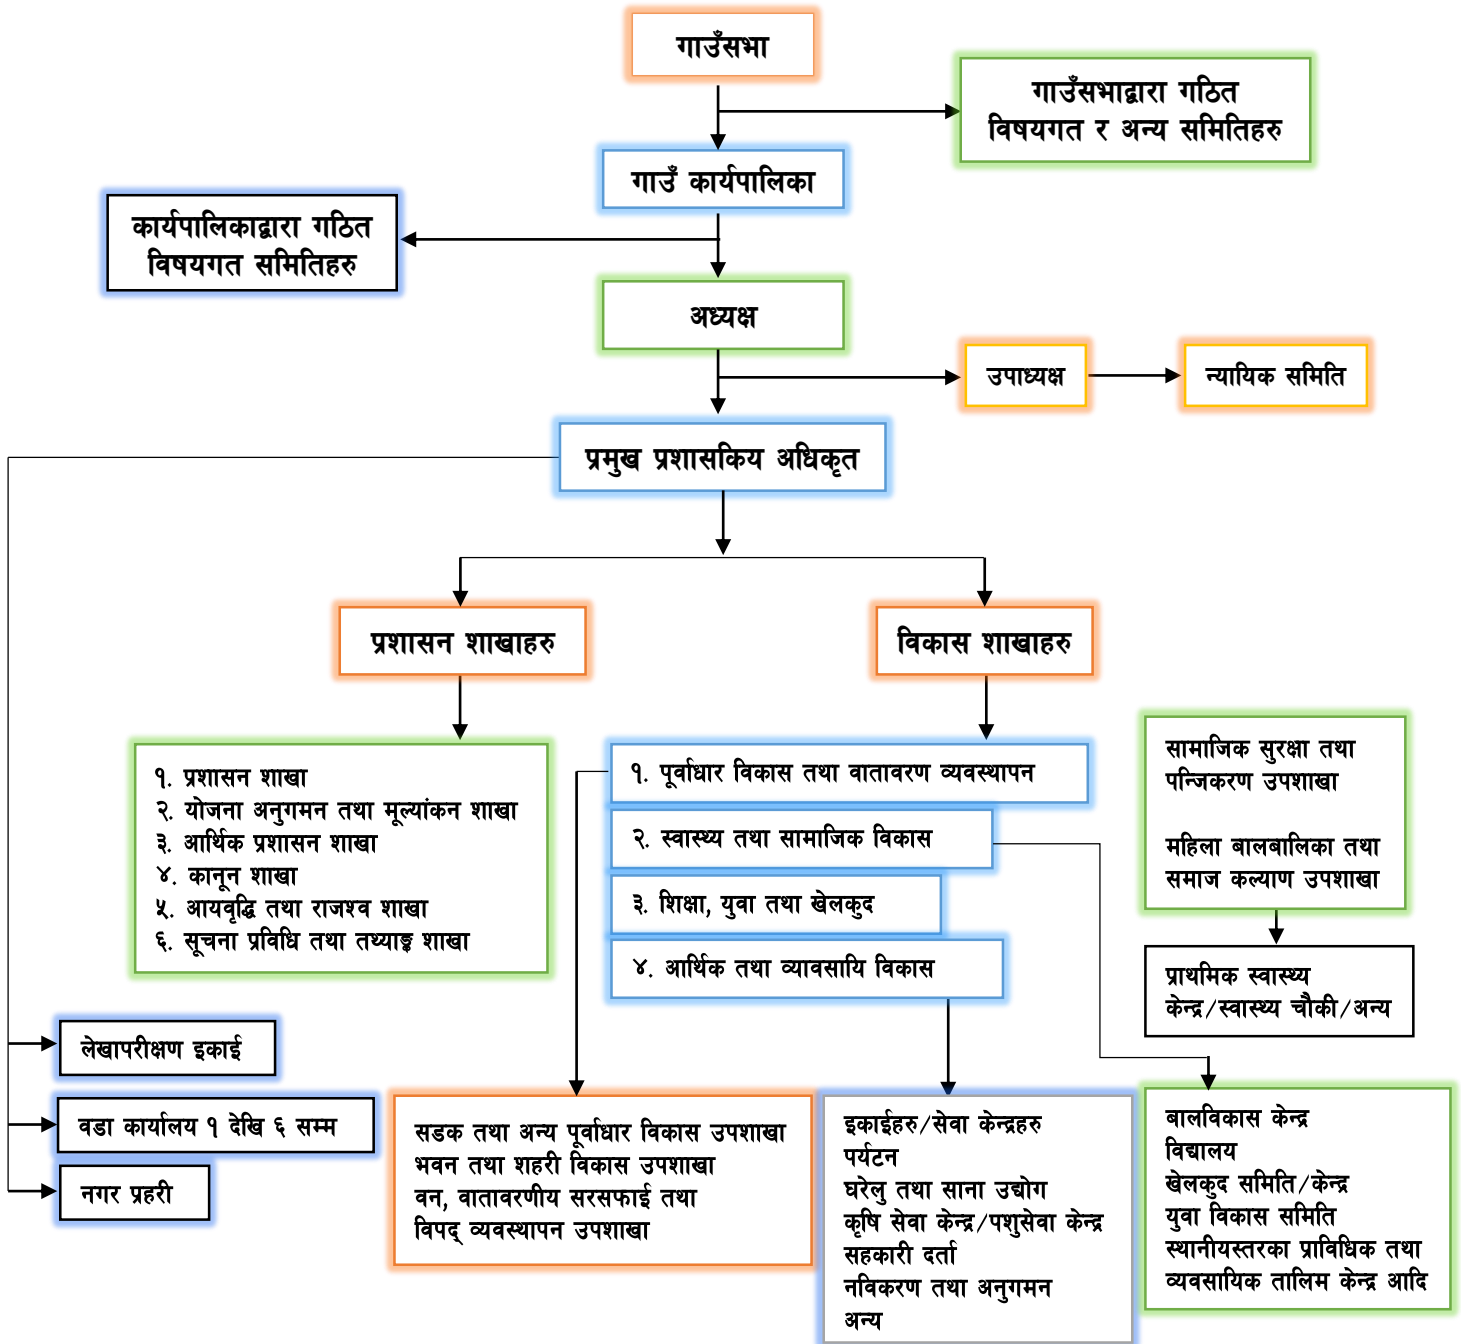 गाउँसभा
गाउँसभाद्वारा गठित
विषयगत र अन्य समितिहरु
गाउँ कार्यपालिका
कार्यपालिकाद्वारा गठित
विषयगत समितिहरु
अध्यक्ष
उपाध्यक्ष
न्यायिक समिति
प्रमुख प्रशासकिय अधिकृत
प्रशासन शाखाहरु
विकास शाखाहरु
१. प्रशासन शाखा
२. योजना अनुगमन तथा मूल्यांकन शाखा
३. आर्थिक प्रशासन शाखा
४. कानून शाखा
५. आयवृद्धि तथा राजश्व शाखा
६. सूचना प्रविधि तथा तथ्याङ्क शाखा
१. पूर्वाधार विकास तथा वातावरण व्यवस्थापन
२. स्वास्थ्य तथा सामाजिक विकास
३. शिक्षा, युवा तथा खेलकुद
४. आर्थिक तथा व्यावसायि विकास
सामाजिक सुरक्षा तथा
पन्जिकरण उपशाखा
महिला बालबालिका तथा
समाज कल्याण उपशाखा
प्राथमिक स्वास्थ्य
केन्द्र/स्वास्थ्य चौकी/अन्य
लेखापरीक्षण इकाई
वडा कार्यालय १ देखि ६ सम्म
नगर प्रहरी
सडक तथा अन्य पूर्वाधार विकास उपशाखा
भवन तथा शहरी विकास उपशाखा
वन, वातावरणीय सरसफाई तथा
विपद् व्यवस्थापन उपशाखा
इकाईहरु/सेवा केन्द्रहरु
पर्यटन
घरेलु तथा साना उद्योग
कृषि सेवा केन्द्र/पशुसेवा केन्द्र
सहकारी दर्ता
नविकरण तथा अनुगमन
अन्य
बालविकास केन्द्र
विद्यालय
खेलकुद समिति/केन्द्र
युवा विकास समिति
स्थानीयस्तरका प्राविधिक तथा
व्यवसायिक तालिम केन्द्र आदि